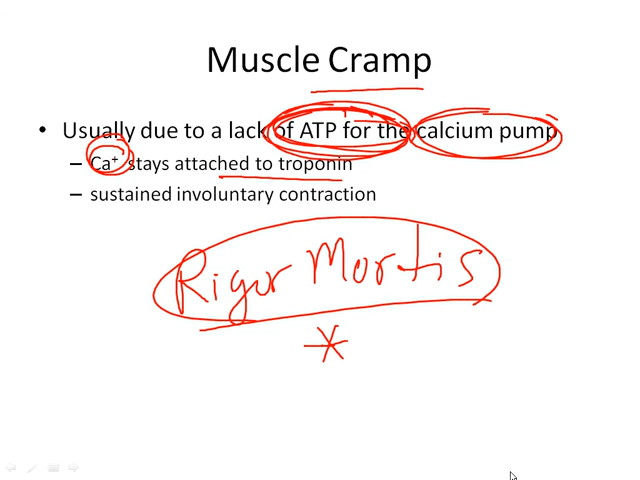 Muscle Cramp
• Usually due to a lack of ATP for the calcium pump
– Ca⁺ stays attached to troponin
– sustained involuntary contraction
Rigor Mortis